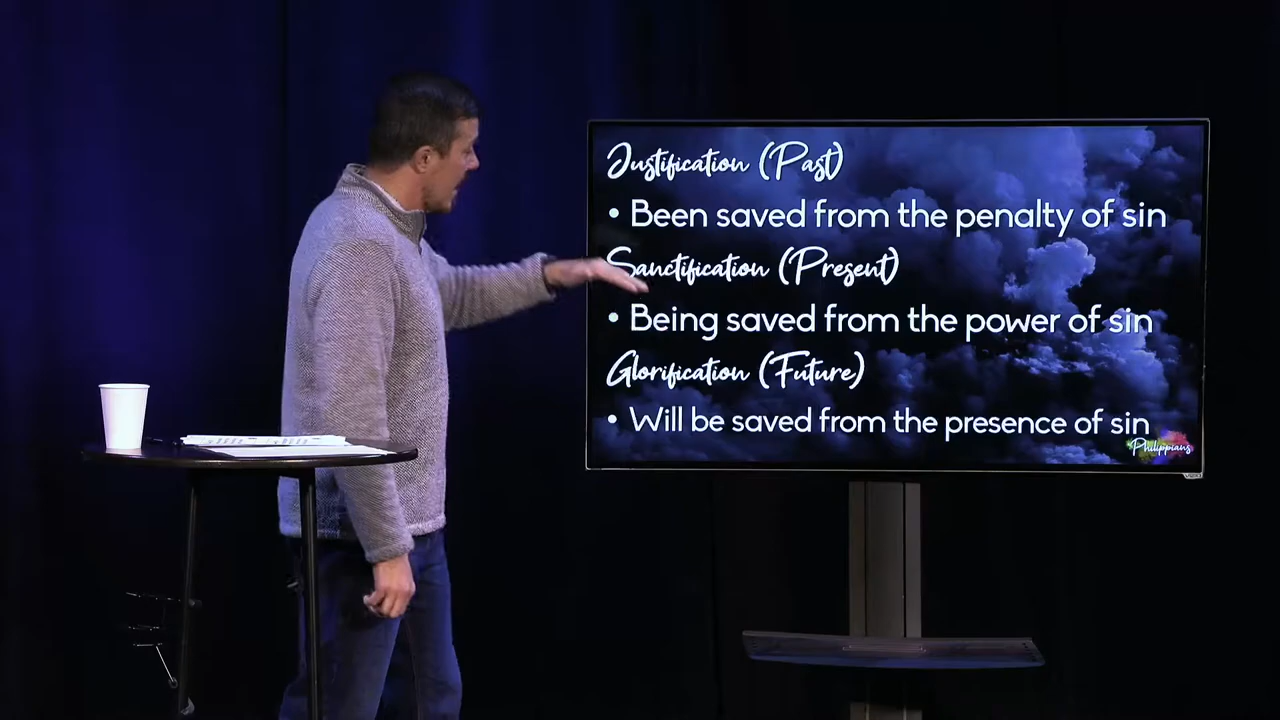 Justification (Past)
• Been saved from the penalty of sin
Sanctification (Present)
• Being saved from the power of sin
Glorification (Future)
• Will be saved from the presence of sin
Philippians